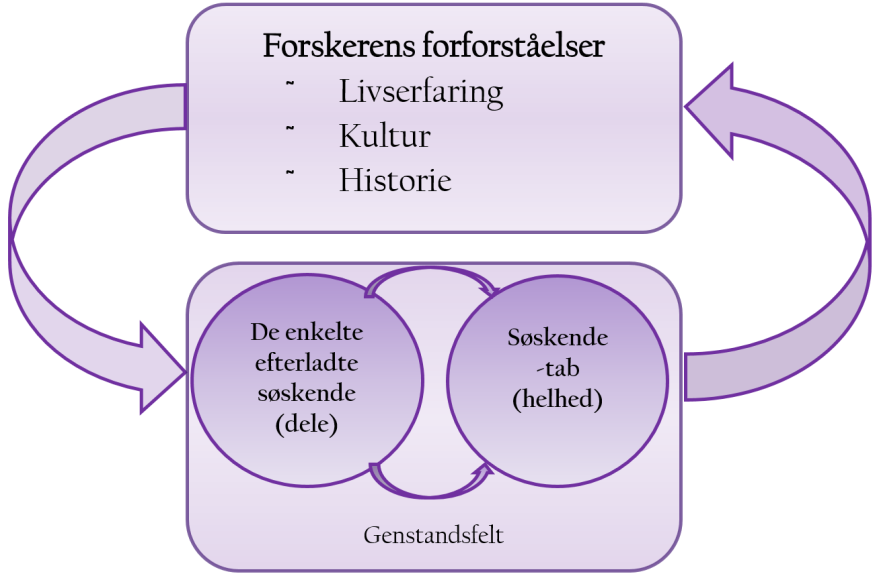 Forskerens forforståelser
~ Livserfaring
~ Kultur
~ Historie
De enkelte
efterladte
søskende
(dele)
Søskende
-tab
(helhed)
Genstandsfelt